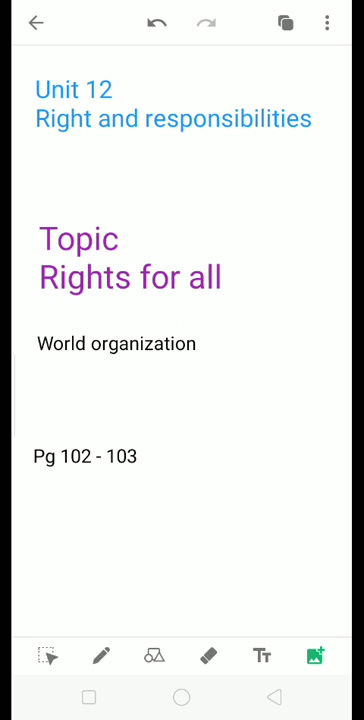 Unit 12
Right and responsibilities
Topic
Rights for all
World organization
Pg 102 - 103